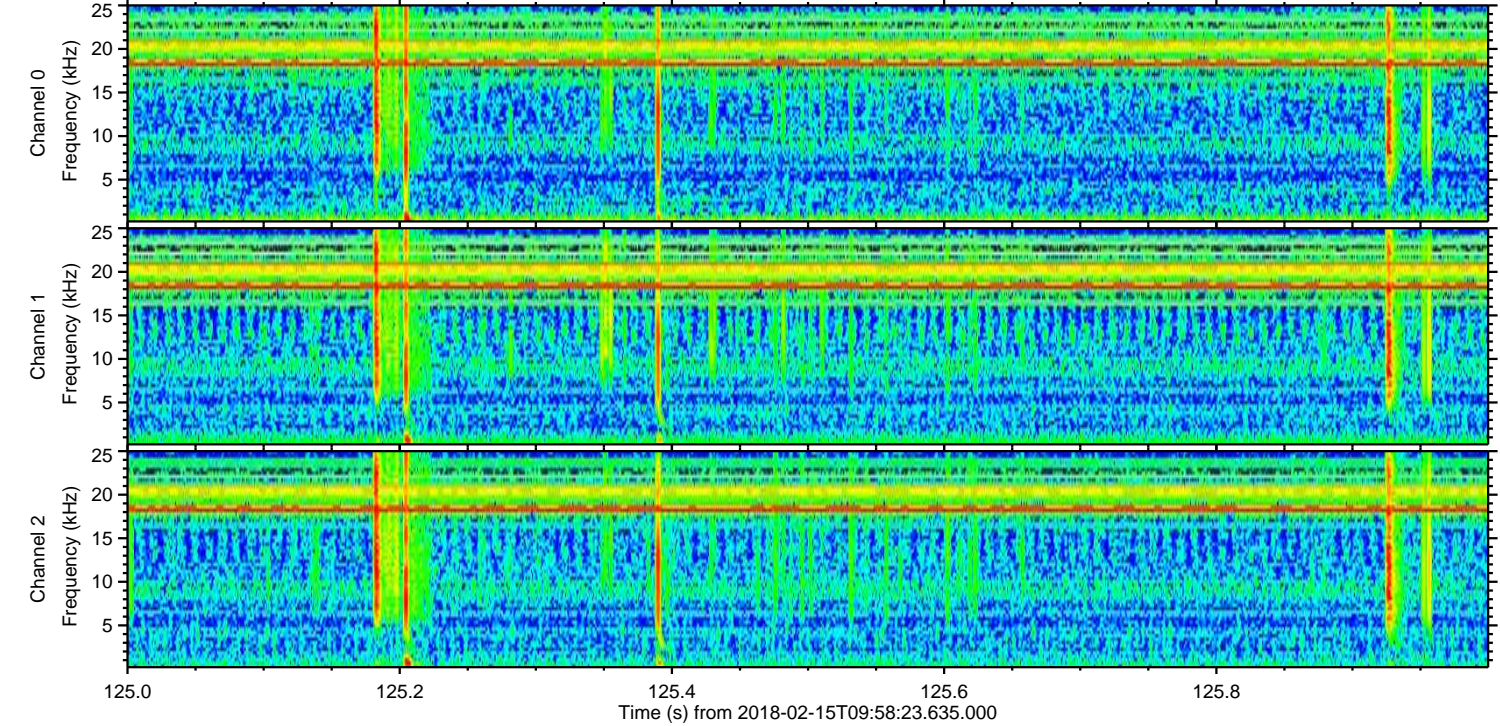 Channel 0
Frequency (kHz)
25
20
15
10
5
Channel 1
Frequency (kHz)
25
20
15
10
5
Channel 2
Frequency (kHz)
25
20
15
10
5
125.0 125.2 125.4 125.6 125.8
Time (s) from 2018-02-15T09:58:23.635.000